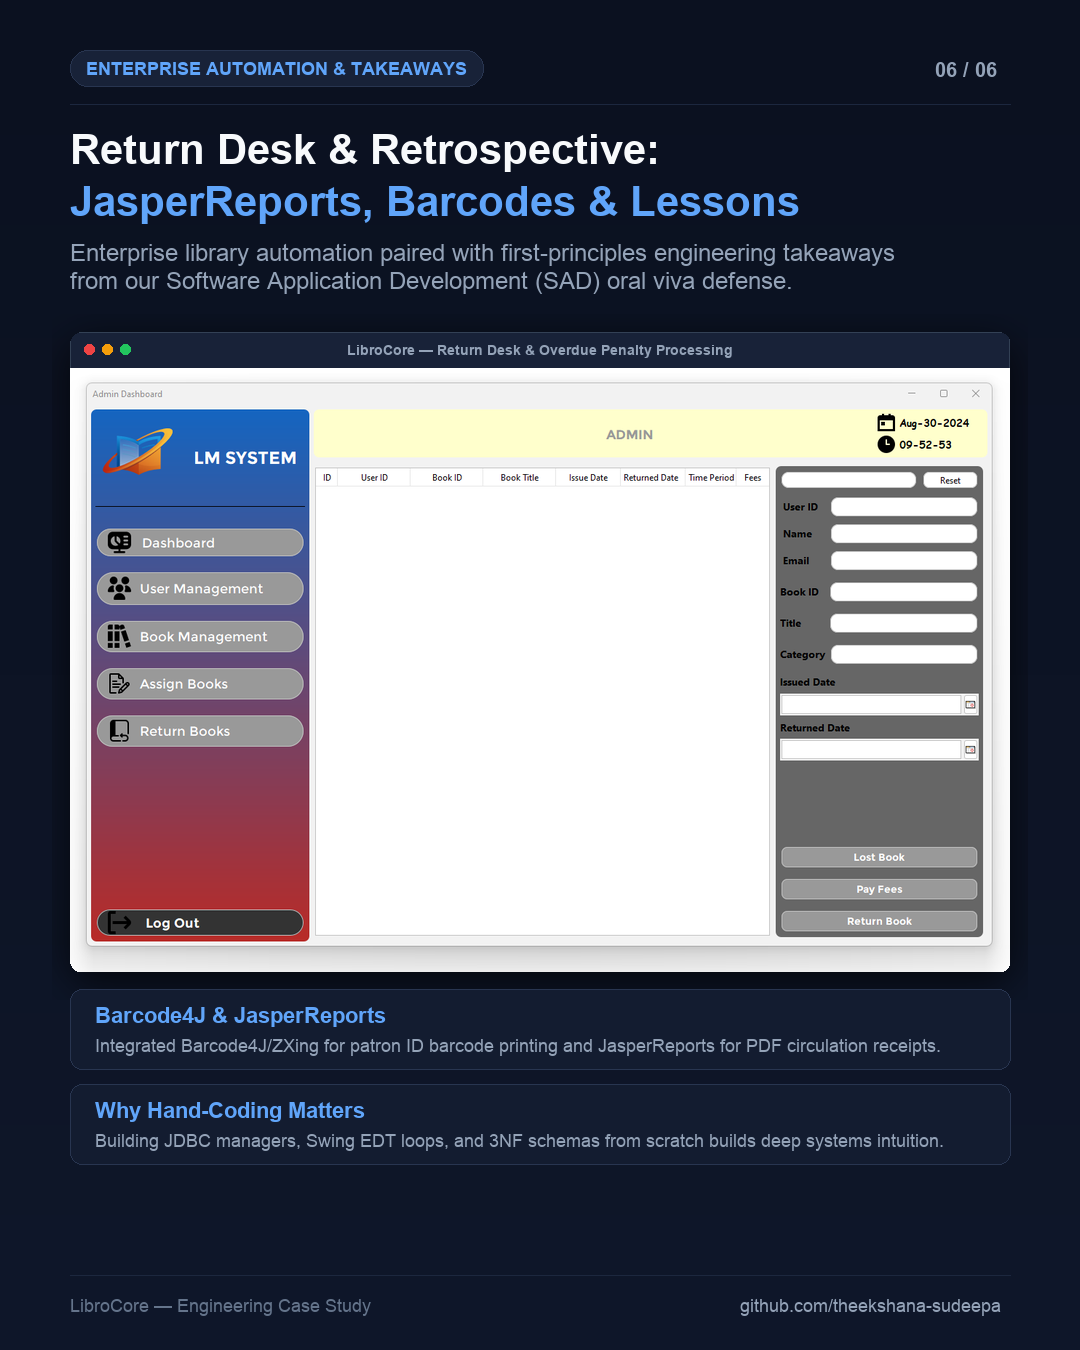 ENTERPRISE AUTOMATION & TAKEAWAYS
06 / 06
Return Desk & Retrospective:
JasperReports, Barcodes & Lessons
Enterprise library automation paired with first-principles engineering takeaways
from our Software Application Development (SAD) oral viva defense.
LibroCore — Return Desk & Overdue Penalty Processing
Admin Dashboard
LM SYSTEM
ADMIN
Aug-30-2024
09-52-53
Dashboard
User Management
Book Management
Assign Books
Return Books
Log Out
ID User ID Book ID Book Title Issue Date Returned Date Time Period Fees
Reset
User ID
Name
Email
Book ID
Title
Category
Issued Date
Returned Date
Lost Book
Pay Fees
Return Book
Barcode4J & JasperReports
Integrated Barcode4J/ZXing for patron ID barcode printing and JasperReports for PDF circulation receipts.
Why Hand-Coding Matters
Building JDBC managers, Swing EDT loops, and 3NF schemas from scratch builds deep systems intuition.
LibroCore — Engineering Case Study
github.com/theekshana-sudeepa